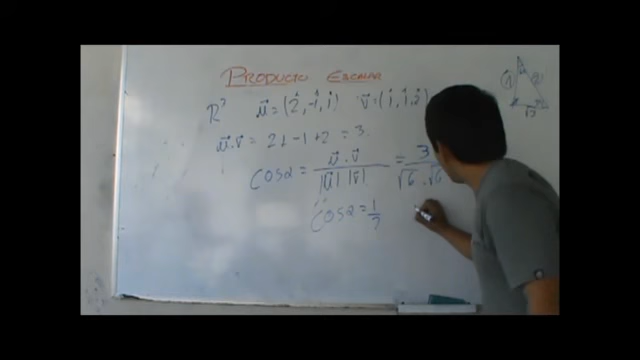 PRODUCTO ESCALAR
R³ u⃗ = (2, -1, 1) v⃗ = (1, 1, 2)
u⃗ . v⃗ = 2 -1 +2 = 3
cos α = u⃗ . v⃗ / |u⃗| |v⃗| = 3 / √6 . √6
cos α = 1/2